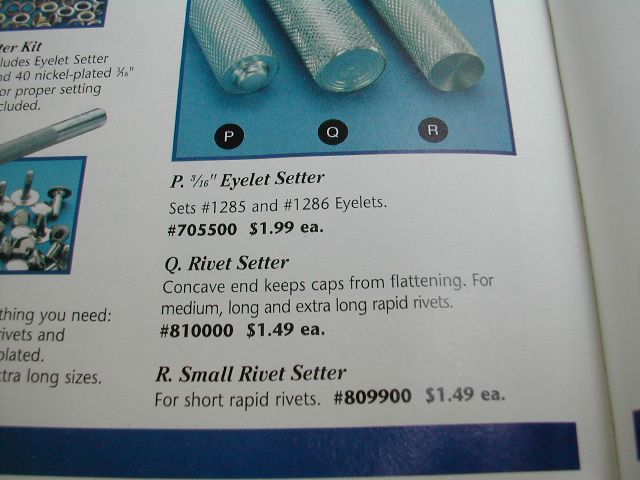 ter Kit
ludes Eyelet Setter
nd 40 nickel-plated 3/16"
or proper setting
cluded.
thing you need:
rivets and
plated.
tra long sizes.
P
Q
R
P. 3/16" Eyelet Setter
Sets #1285 and #1286 Eyelets.
#705500 $1.99 ea.
Q. Rivet Setter
Concave end keeps caps from flattening. For
medium, long and extra long rapid rivets.
#810000 $1.49 ea.
R. Small Rivet Setter
For short rapid rivets. #809900 $1.49 ea.